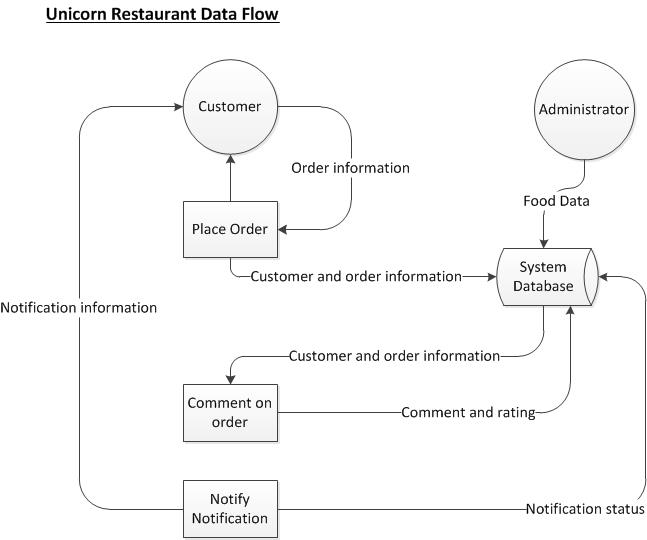 Unicorn Restaurant Data Flow
Customer
Administrator
Order information
Food Data
Place Order
Customer and order information
System
Database
Notification information
Customer and order information
Comment on
order
Comment and rating
Notify
Notification
Notification status